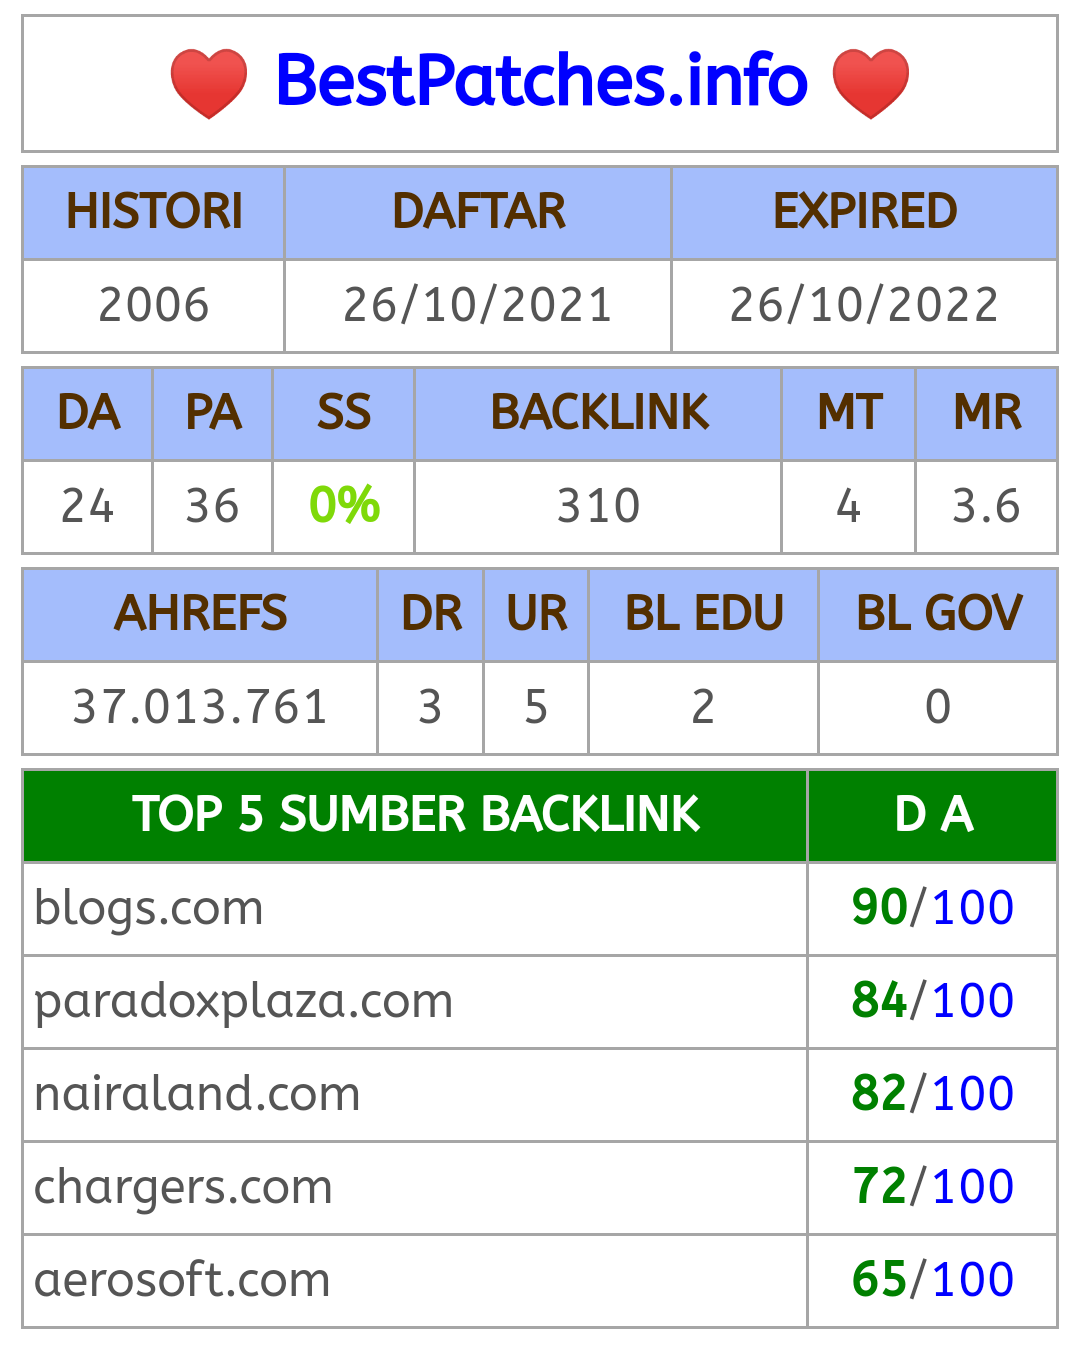 ❤️ BestPatches.info ❤️
HISTORI DAFTAR EXPIRED
2006 26/10/2021 26/10/2022
DA PA SS BACKLINK MT MR
24 36 0% 310 4 3.6
AHREFS DR UR BL EDU BL GOV
37.013.761 3 5 2 0
TOP 5 SUMBER BACKLINK D A
blogs.com 90/100
paradoxplaza.com 84/100
nairaland.com 82/100
chargers.com 72/100
aerosoft.com 65/100